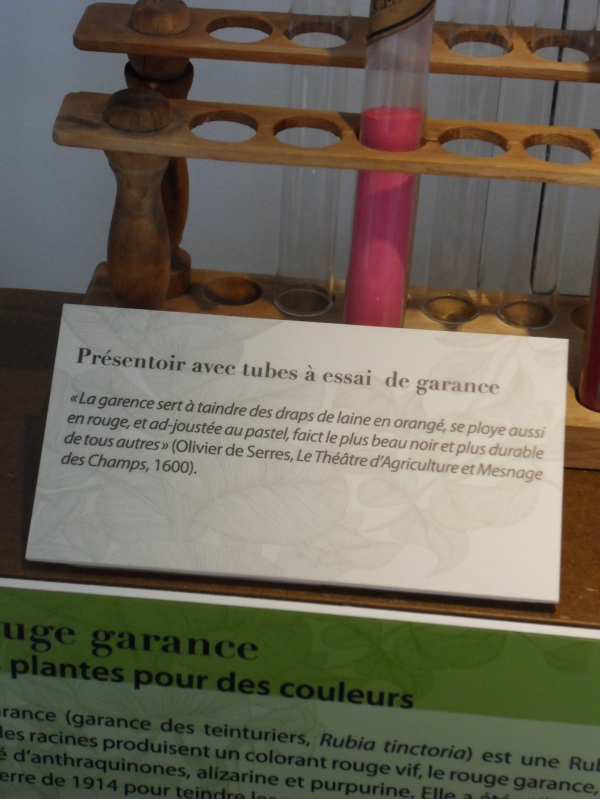 Présentoir avec tubes à essai de garance
«La garence sert à taindre des draps de laine en orangé, se ploye aussi
en rouge, et ad-joustée au pastel, faict le plus beau noir et plus durable
de tous autres» (Olivier de Serres, Le Théâtre d'Agriculture et Mesnage
des Champs, 1600).
uge garance
plantes pour des couleurs
arance (garance des teinturiers, Rubia tinctoria) est une Rub
les racines produisent un colorant rouge vif, le rouge garance,
é d'anthraquinones, alizarine et purpurine. Elle a été
erre de 1914 pour teindre les